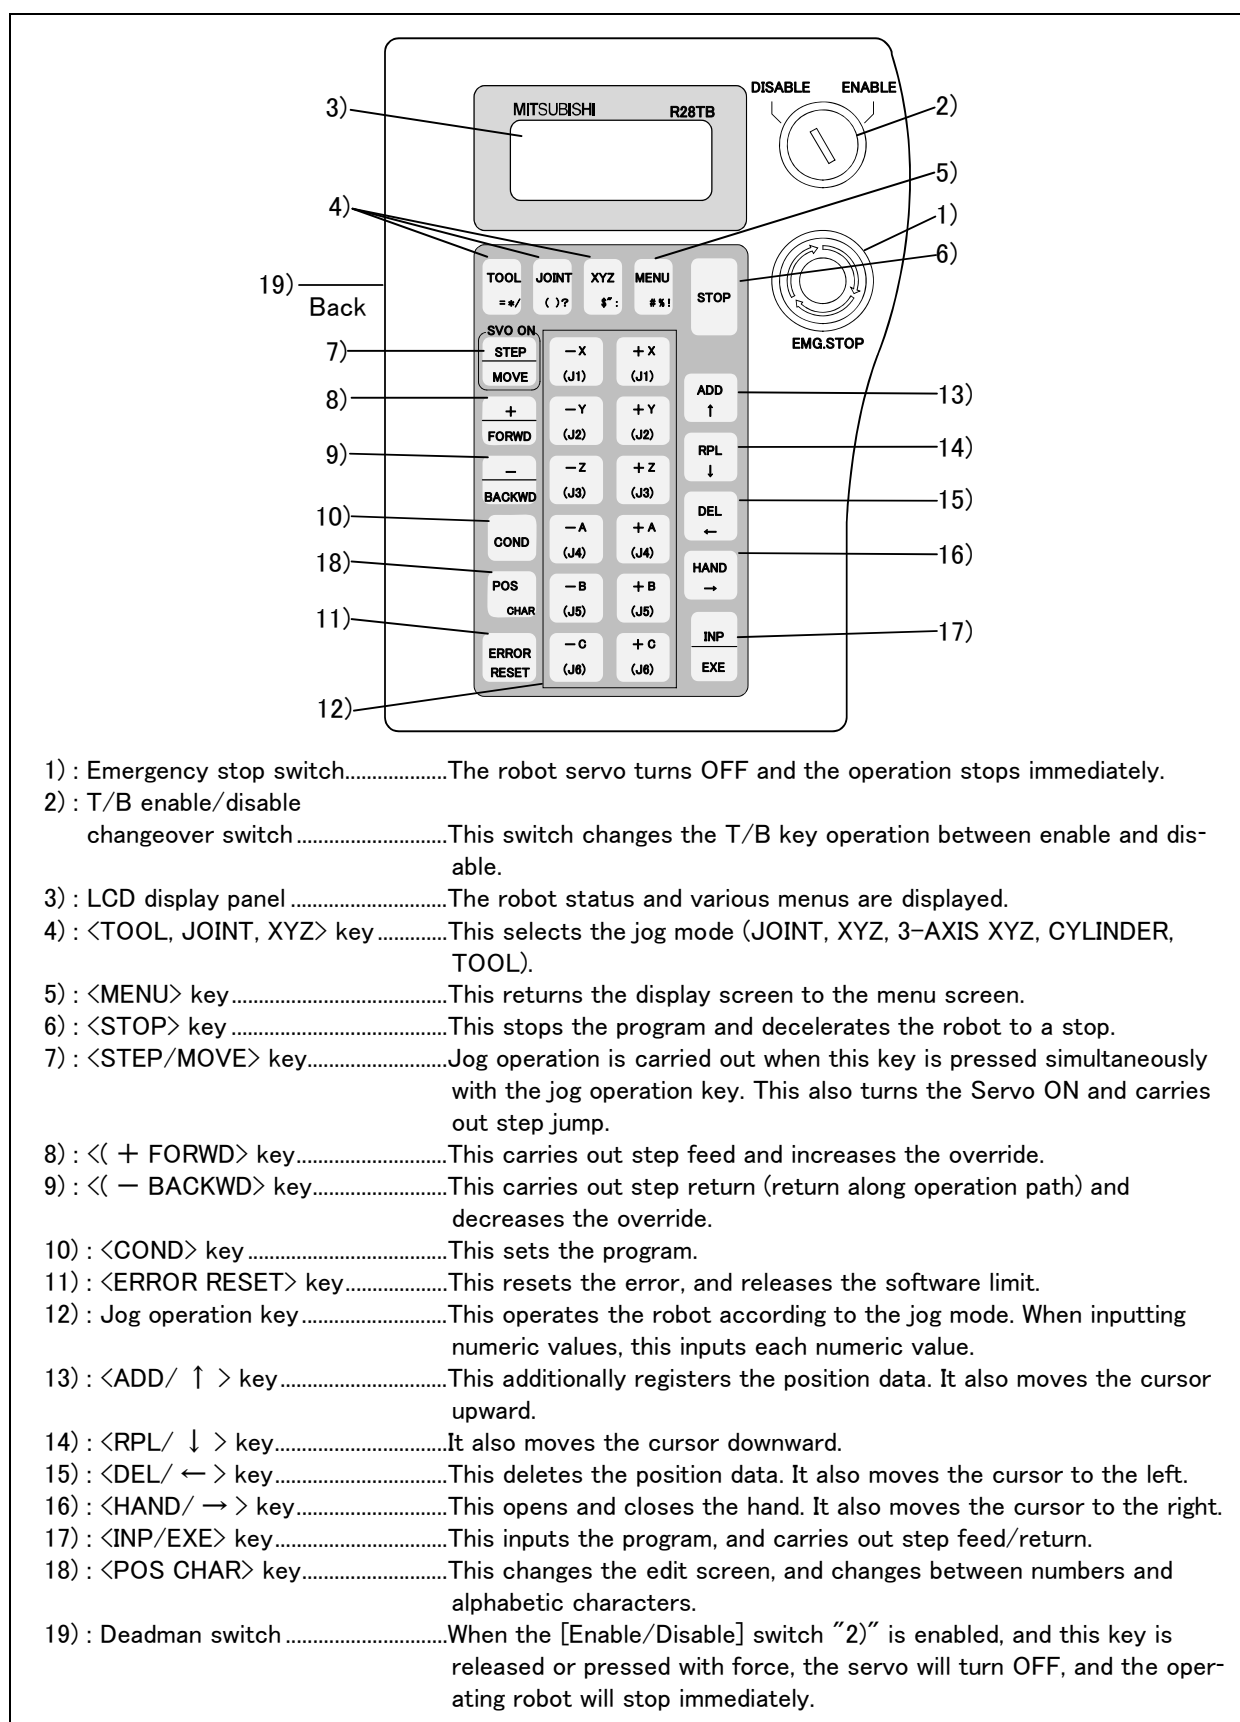 DISABLE ENABLE
3) MITSUBISHI R28TB 2)
5)
4) 1)
6)
19) TOOL JOINT XYZ MENU
Back =*/ ( )? $": #%! STOP
SVO ON EMG.STOP
7) STEP −X +X
MOVE (J1) (J1)
8) + −Y +Y ADD 13)
FORWD (J2) (J2) ↑
9) − −Z +Z RPL 14)
BACKWD (J3) (J3) ↓
10) COND −A +A DEL 15)
(J4) (J4) ←
18) POS −B +B HAND 16)
CHAR (J5) (J5) →
11) ERROR −C +C INP 17)
RESET (J6) (J6) EXE
12)
1) : Emergency stop switch...................The robot servo turns OFF and the operation stops immediately.
2) : T/B enable/disable
changeover switch ............................This switch changes the T/B key operation between enable and dis-
able.
3) : LCD display panel .............................The robot status and various menus are displayed.
4) : <TOOL, JOINT, XYZ> key .............This selects the jog mode (JOINT, XYZ, 3-AXIS XYZ, CYLINDER,
TOOL).
5) : <MENU> key ........................................This returns the display screen to the menu screen.
6) : <STOP> key ........................................This stops the program and decelerates the robot to a stop.
7) : <STEP/MOVE> key..........................Jog operation is carried out when this key is pressed simultaneously
with the jog operation key. This also turns the Servo ON and carries
out step jump.
8) : <( + FORWD> key............................This carries out step feed and increases the override.
9) : <( − BACKWD> key.........................This carries out step return (return along operation path) and
decreases the override.
10) : <COND> key .....................................This sets the program.
11) : <ERROR RESET> key...................This resets the error, and releases the software limit.
12) : Jog operation key ...........................This operates the robot according to the jog mode. When inputting
numeric values, this inputs each numeric value.
13) : <ADD/ ↑ > key...............................This additionally registers the position data. It also moves the cursor
upward.
14) : <RPL/ ↓ > key................................It also moves the cursor downward.
15) : <DEL/ ← > key................................This deletes the position data. It also moves the cursor to the left.
16) : <HAND/ → > key............................This opens and closes the hand. It also moves the cursor to the right.
17) : <INP/EXE> key................................This inputs the program, and carries out step feed/return.
18) : <POS CHAR> key...........................This changes the edit screen, and changes between numbers and
alphabetic characters.
19) : Deadman switch ..............................When the [Enable/Disable] switch "2)" is enabled, and this key is
released or pressed with force, the servo will turn OFF, and the oper-
ating robot will stop immediately.